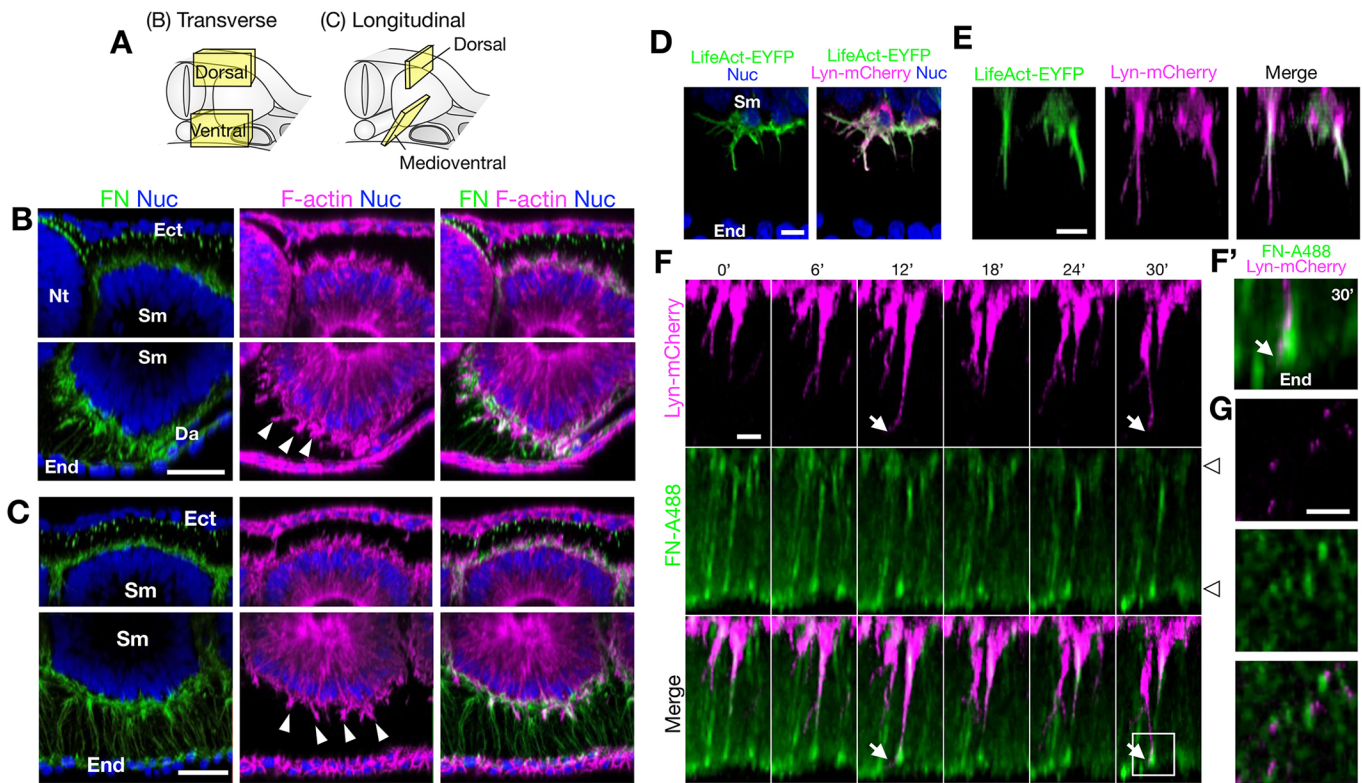 A
(B) Transverse
Dorsal
Ventral
(C) Longitudinal
Dorsal
Medioventral
B
FN Nuc
F-actin Nuc
FN F-actin Nuc
Ect
Nt
Sm
Sm
Da
End
C
Ect
Sm
Sm
End
D
LifeAct-EYFP
Nuc
LifeAct-EYFP
Lyn-mCherry Nuc
Sm
End
E
LifeAct-EYFP
Lyn-mCherry
Merge
F
0’
6’
12’
18’
24’
30’
Lyn-mCherry
FN-A488
Merge
F’
FN-A488
Lyn-mCherry
30’
End
G